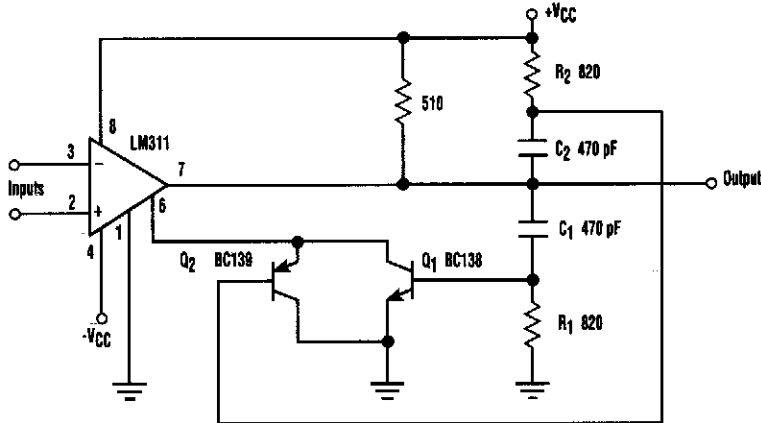 +VCC
R2 820
8
LM311
510
C2 470 pF
3
−
7
Inputs
Output
2
+
6
1
4
C1 470 pF
Q2 BC139
Q1 BC138
-VCC
R1 820